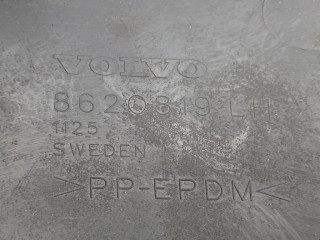 VOLVO
8620819 LH
1125
SWEDEN
>PP-EPDM<